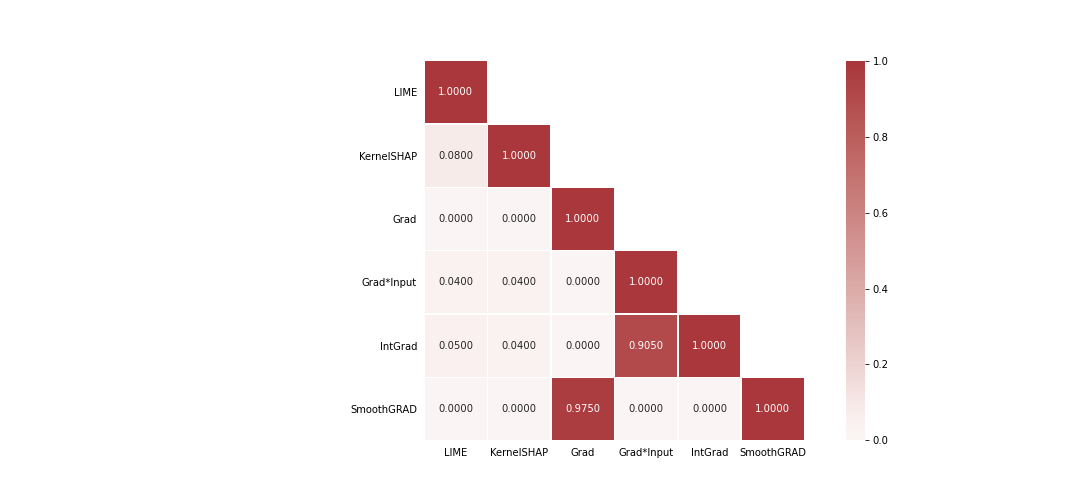 LIME 1.0000
KernelSHAP 0.0800 1.0000
Grad 0.0000 0.0000 1.0000
Grad*Input 0.0400 0.0400 0.0000 1.0000
IntGrad 0.0500 0.0400 0.0000 0.9050 1.0000
SmoothGRAD 0.0000 0.0000 0.9750 0.0000 0.0000 1.0000
LIME KernelSHAP Grad Grad*Input IntGrad SmoothGRAD
1.0
0.8
0.6
0.4
0.2
0.0